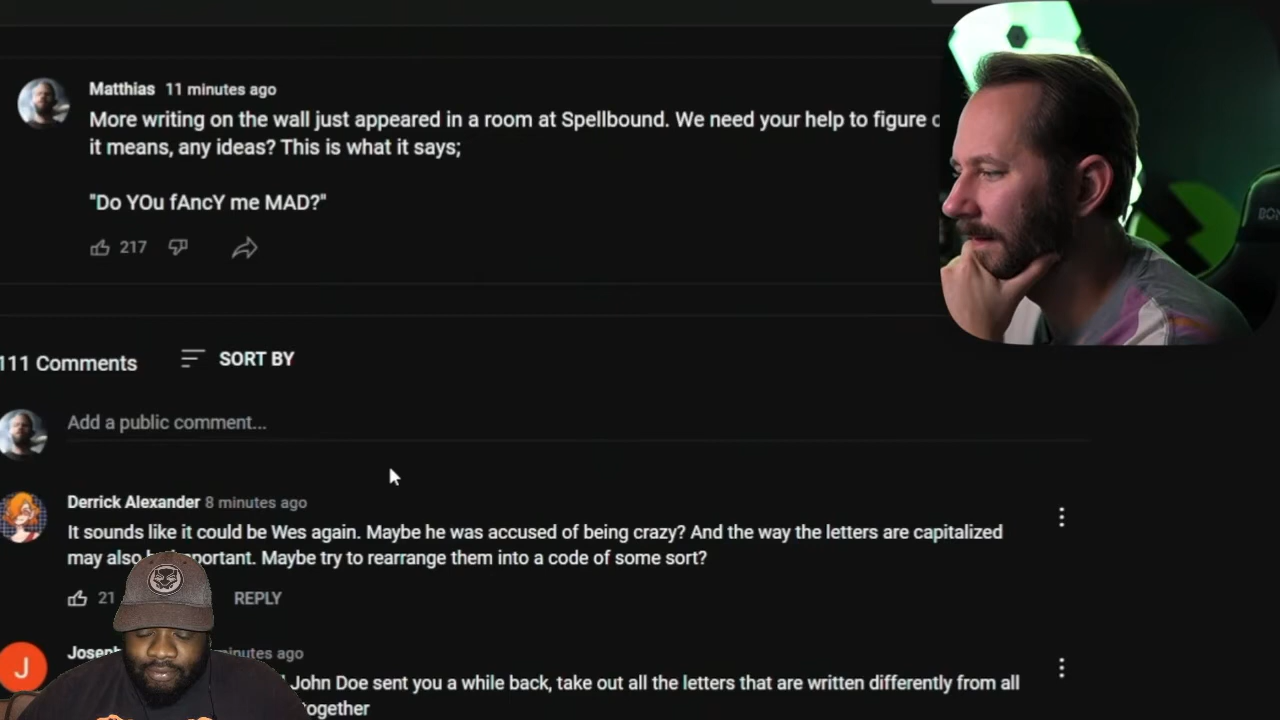 Matthias 11 minutes ago
More writing on the wall just appeared in a room at Spellbound. We need your help to figure
it means, any ideas? This is what it says;
"Do YOu fAncY me MAD?"
217
111 Comments
SORT BY
Add a public comment...
Derrick Alexander 8 minutes ago
It sounds like it could be Wes again. Maybe he was accused of being crazy? And the way the letters are capitalized
may also Maybe try to rearrange them into a code of some sort?
21
REPLY
J
ago
John Doe sent you a while back, take out all the letters that are written differently from all
together